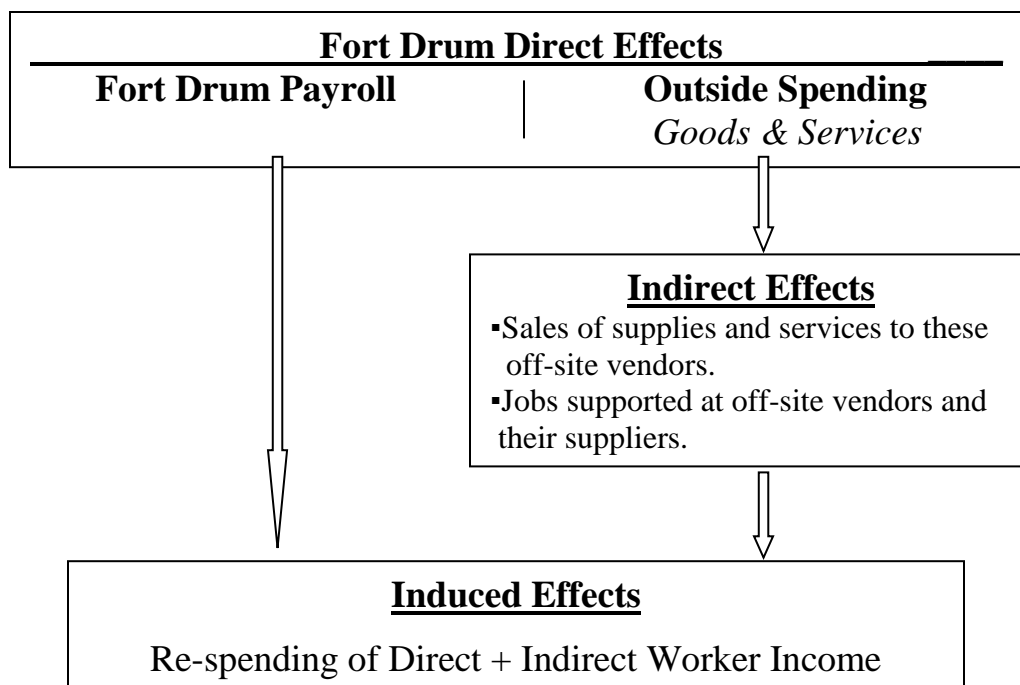 Fort Drum Direct Effects
Fort Drum Payroll
Outside Spending
Goods & Services
Indirect Effects
▪Sales of supplies and services to these
off-site vendors.
▪Jobs supported at off-site vendors and
their suppliers.
Induced Effects
Re-spending of Direct + Indirect Worker Income